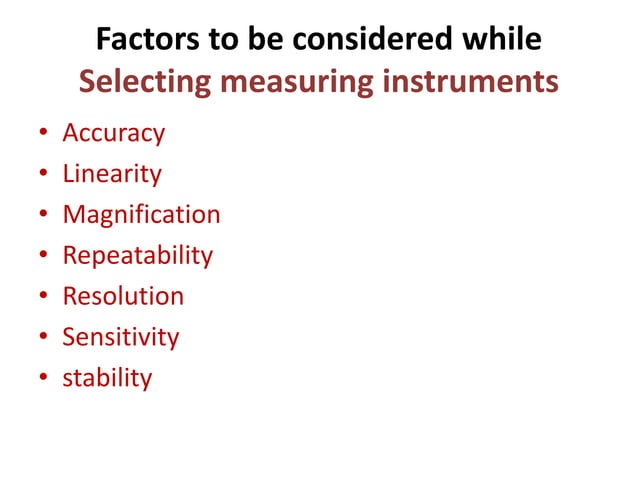 Factors to be considered while
Selecting measuring instruments
• Accuracy
• Linearity
• Magnification
• Repeatability
• Resolution
• Sensitivity
• stability